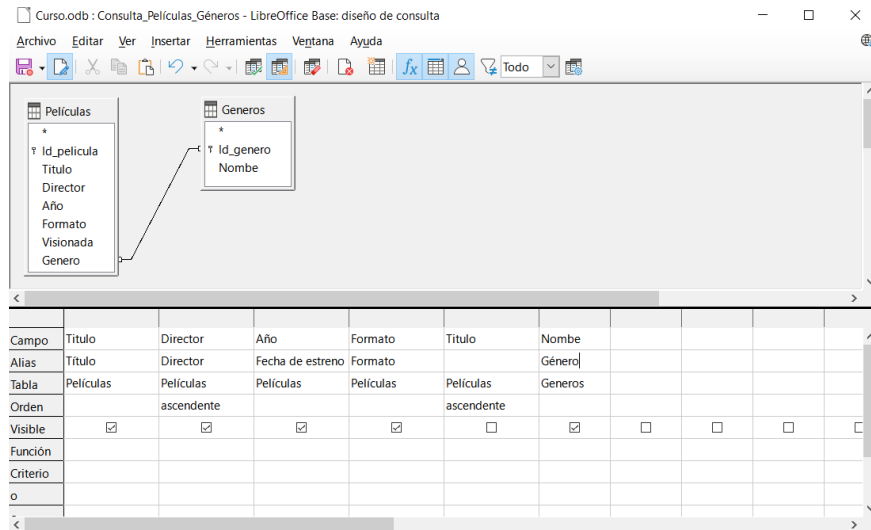 Curso.odb : Consulta_Películas_Géneros - LibreOffice Base: diseño de consulta
Archivo Editar Ver Insertar Herramientas Ventana Ayuda
fx Todo
Películas
*
Id_pelicula
Titulo
Director
Año
Formato
Visionada
Genero
Generos
*
Id_genero
Nombe
Campo Titulo Director Año Formato Titulo Nombe
Alias Título Director Fecha de estreno Formato Género
Tabla Películas Películas Películas Películas Películas Generos
Orden ascendente ascendente
Visible
Función
Criterio
o